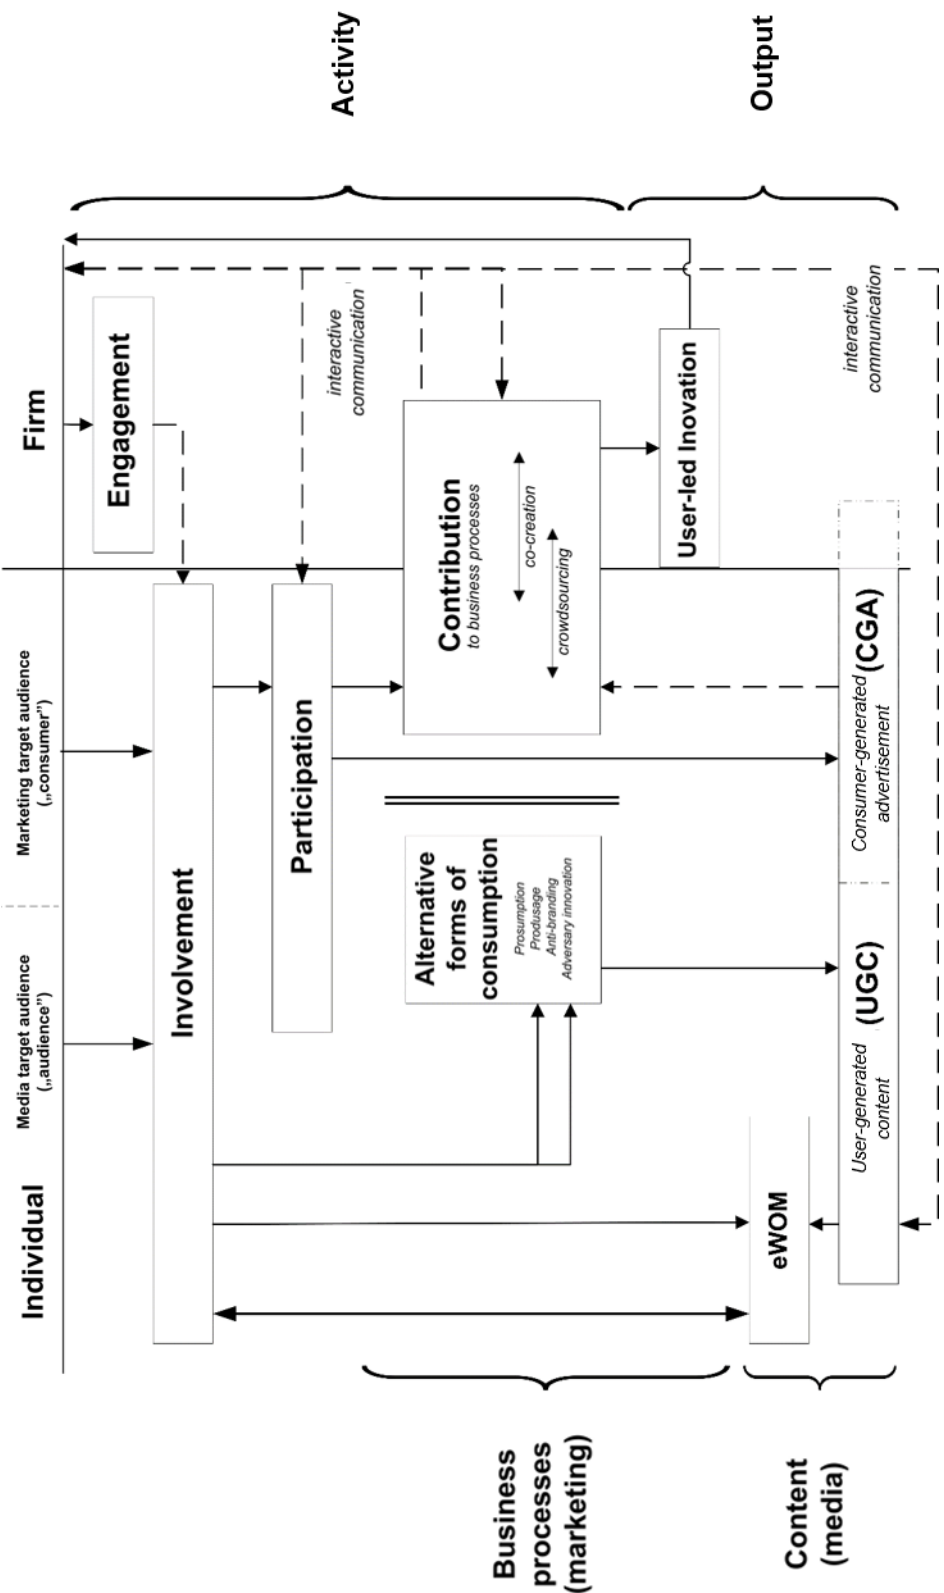 Individual
Media target audience
(„audience”)
Marketing target audience
(„consumer”)
Firm
Engagement
Involvement
Participation
interactive
communication
Activity
Alternative
forms of
consumption
Prosumption
Produsage
Anti-branding
Adversary innovation
Contribution
to business processes
co-creation
crowdsourcing
Business
processes
(marketing)
User-led Inovation
eWOM
User-generated
content
(UGC)
Consumer-generated
advertisement
(CGA)
interactive
communication
Output
Content
(media)